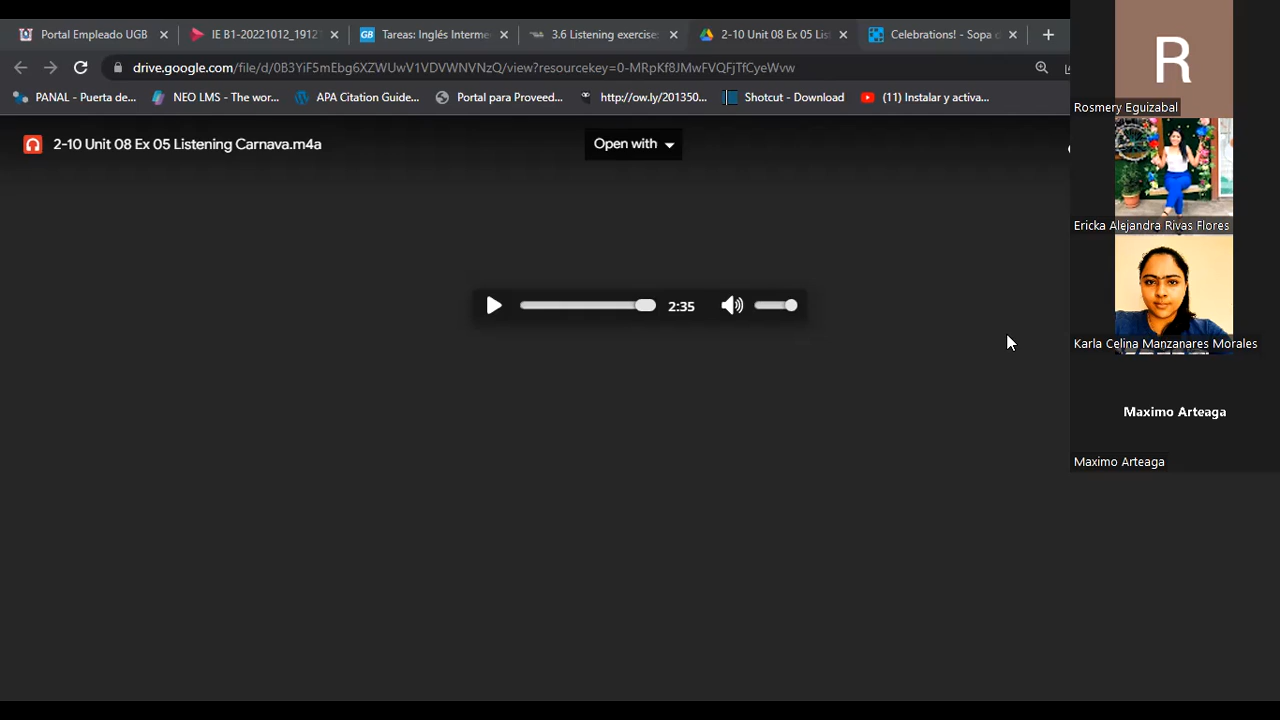 Portal Empleado UGB
IE B1-20221012_1912
GB Tareas: Inglés Interme
3.6 Listening exercise
2-10 Unit 08 Ex 05 Lis
Celebrations! - Sopa d
drive.google.com/file/d/0B3YiF5mEbg6XZWUwV1VDVWNVNzQ/view?resourcekey=0-MRpKf8JMwFVQFjTfCyeWvw
PANAL - Puerta de...
NEO LMS - The wor...
APA Citation Guide...
Portal para Proveed...
http://ow.ly/201350...
Shotcut - Download
(11) Instalar y activa...
2-10 Unit 08 Ex 05 Listening Carnava.m4a
Open with
2:35
R
Rosmery Eguizabal
Ericka Alejandra Rivas Flores
Karla Celina Manzanares Morales
Maximo Arteaga
Maximo Arteaga